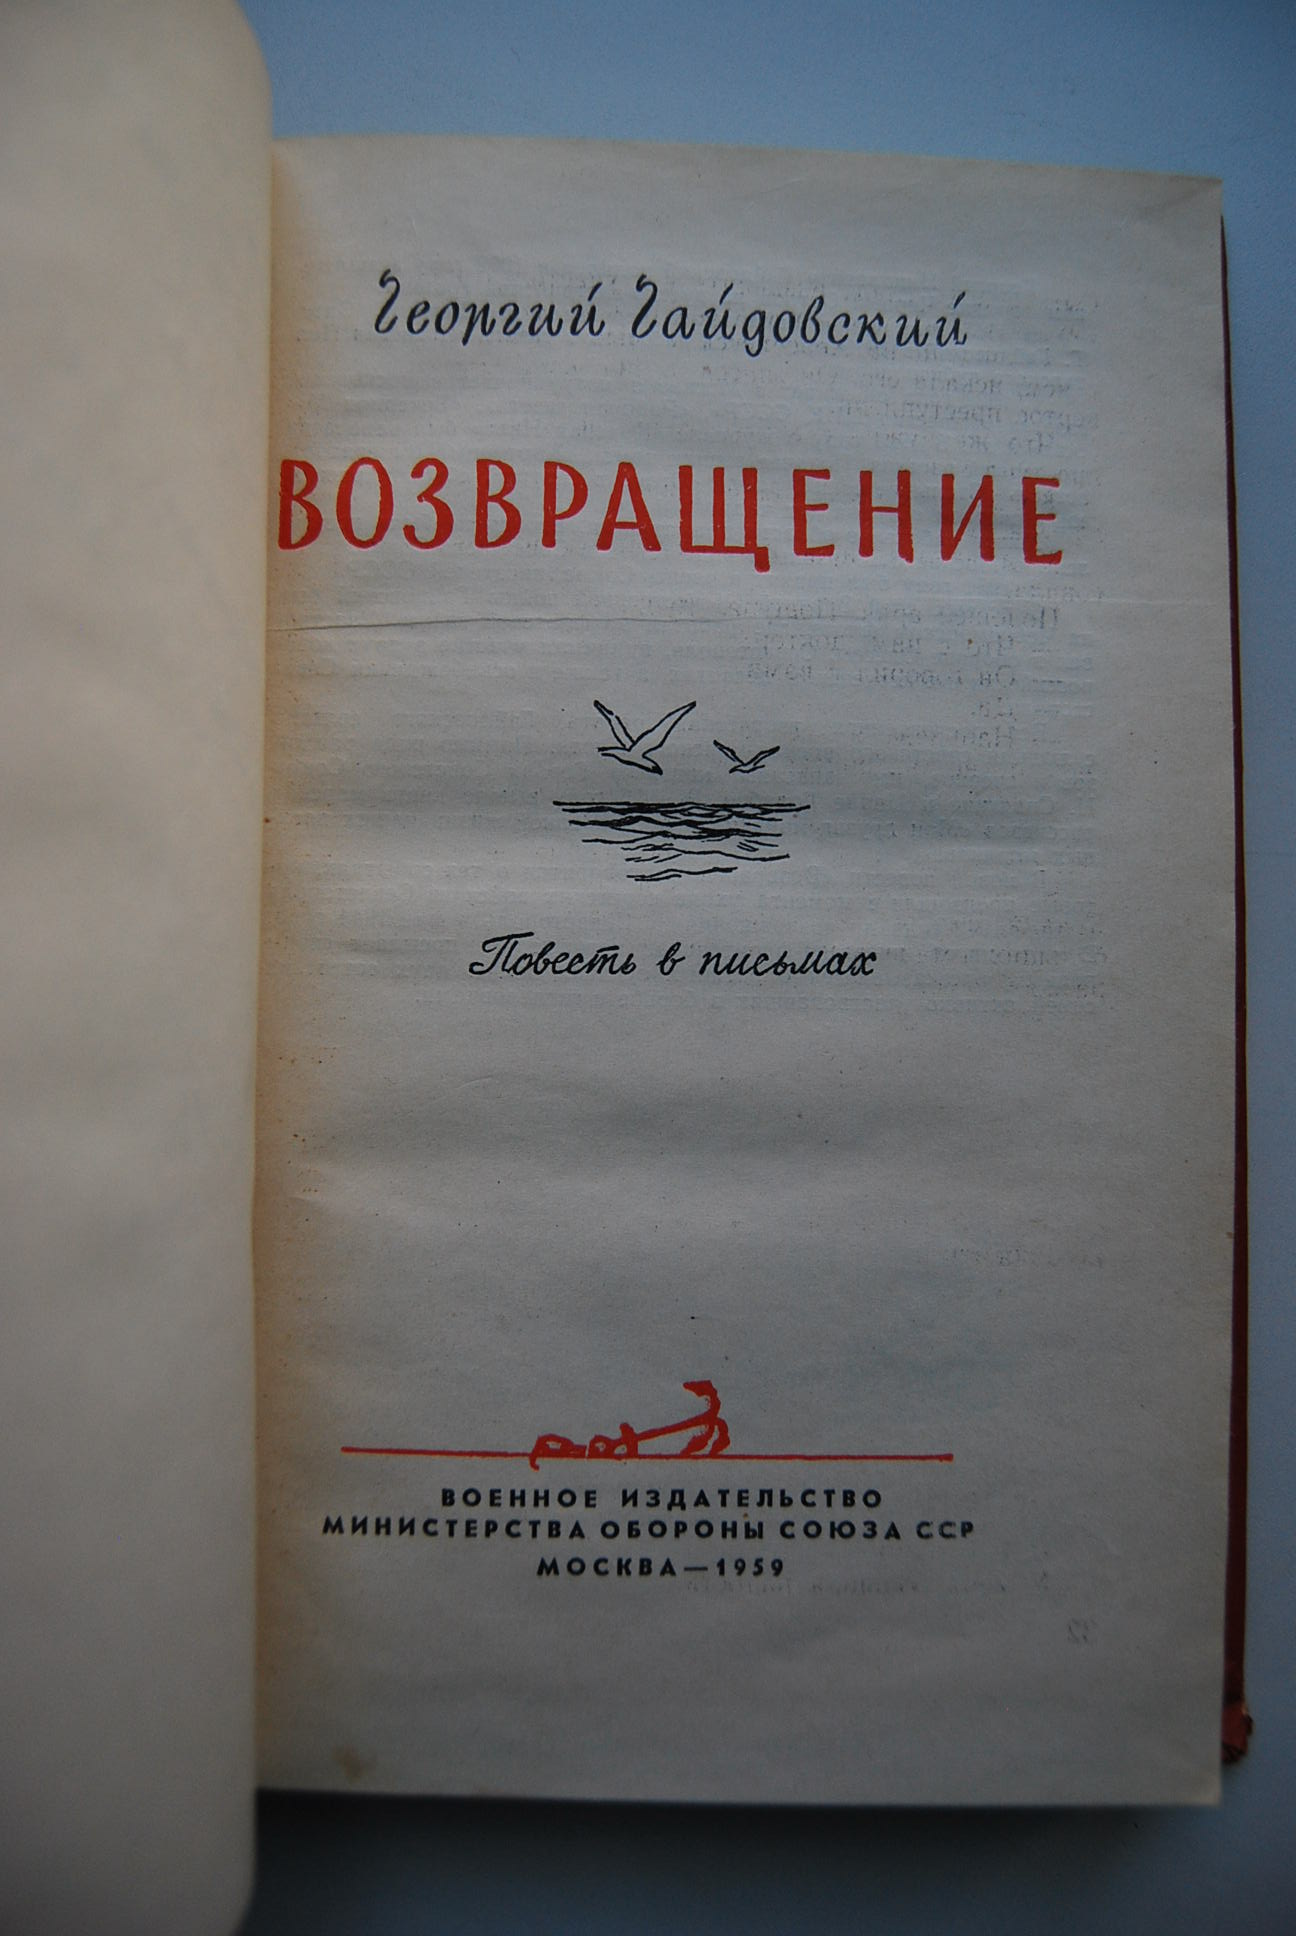 Георгий Гайдовский
ВОЗВРАЩЕНИЕ
Повесть в письмах
ВОЕННОЕ ИЗДАТЕЛЬСТВО
МИНИСТЕРСТВА ОБОРОНЫ СОЮЗА ССР
МОСКВА—1959